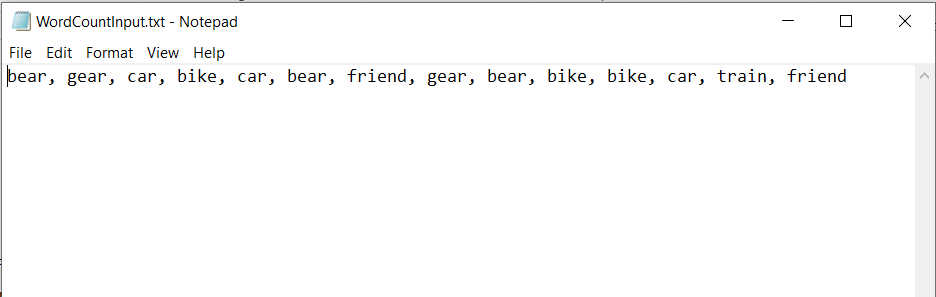 WordCountInput.txt - Notepad
File Edit Format View Help
bear, gear, car, bike, car, bear, friend, gear, bear, bike, bike, car, train, friend